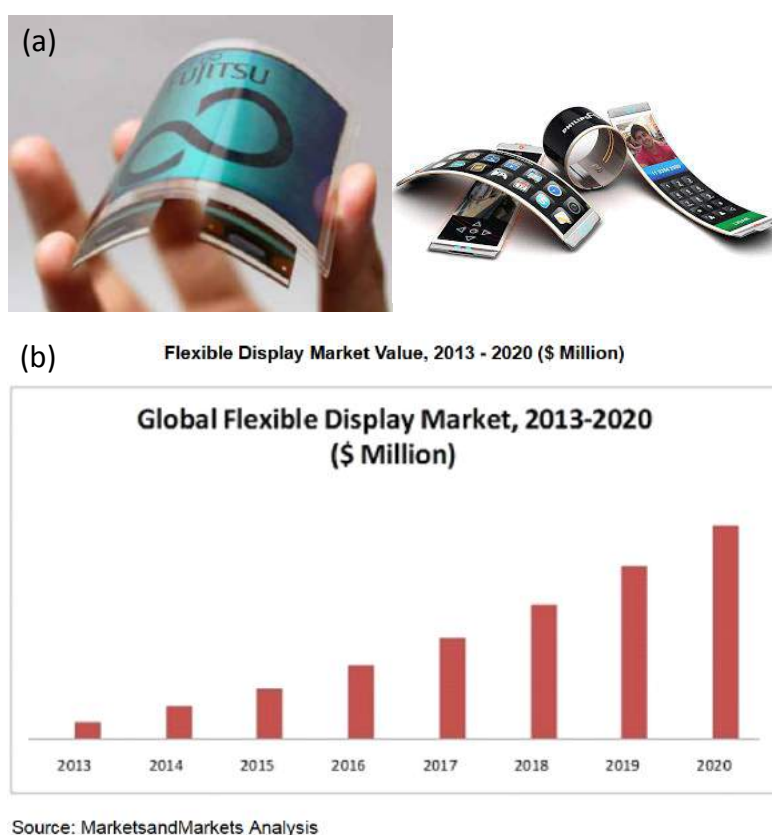 (a)
FUJITSU
PHILIPS
(b)
Flexible Display Market Value, 2013 - 2020 ($ Million)
Global Flexible Display Market, 2013-2020
($ Million)
2013 2014 2015 2016 2017 2018 2019 2020
Source: MarketsandMarkets Analysis